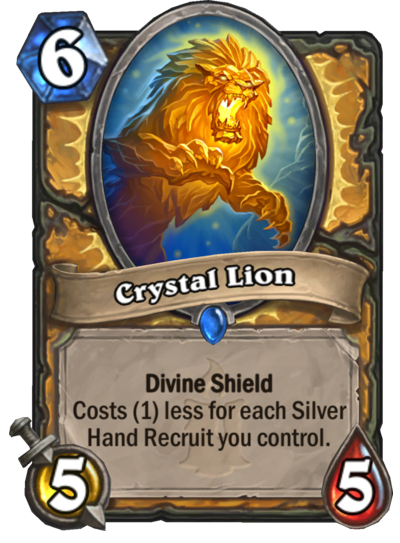 6
Crystal Lion
Divine Shield
Costs (1) less for each Silver
Hand Recruit you control.
5
5